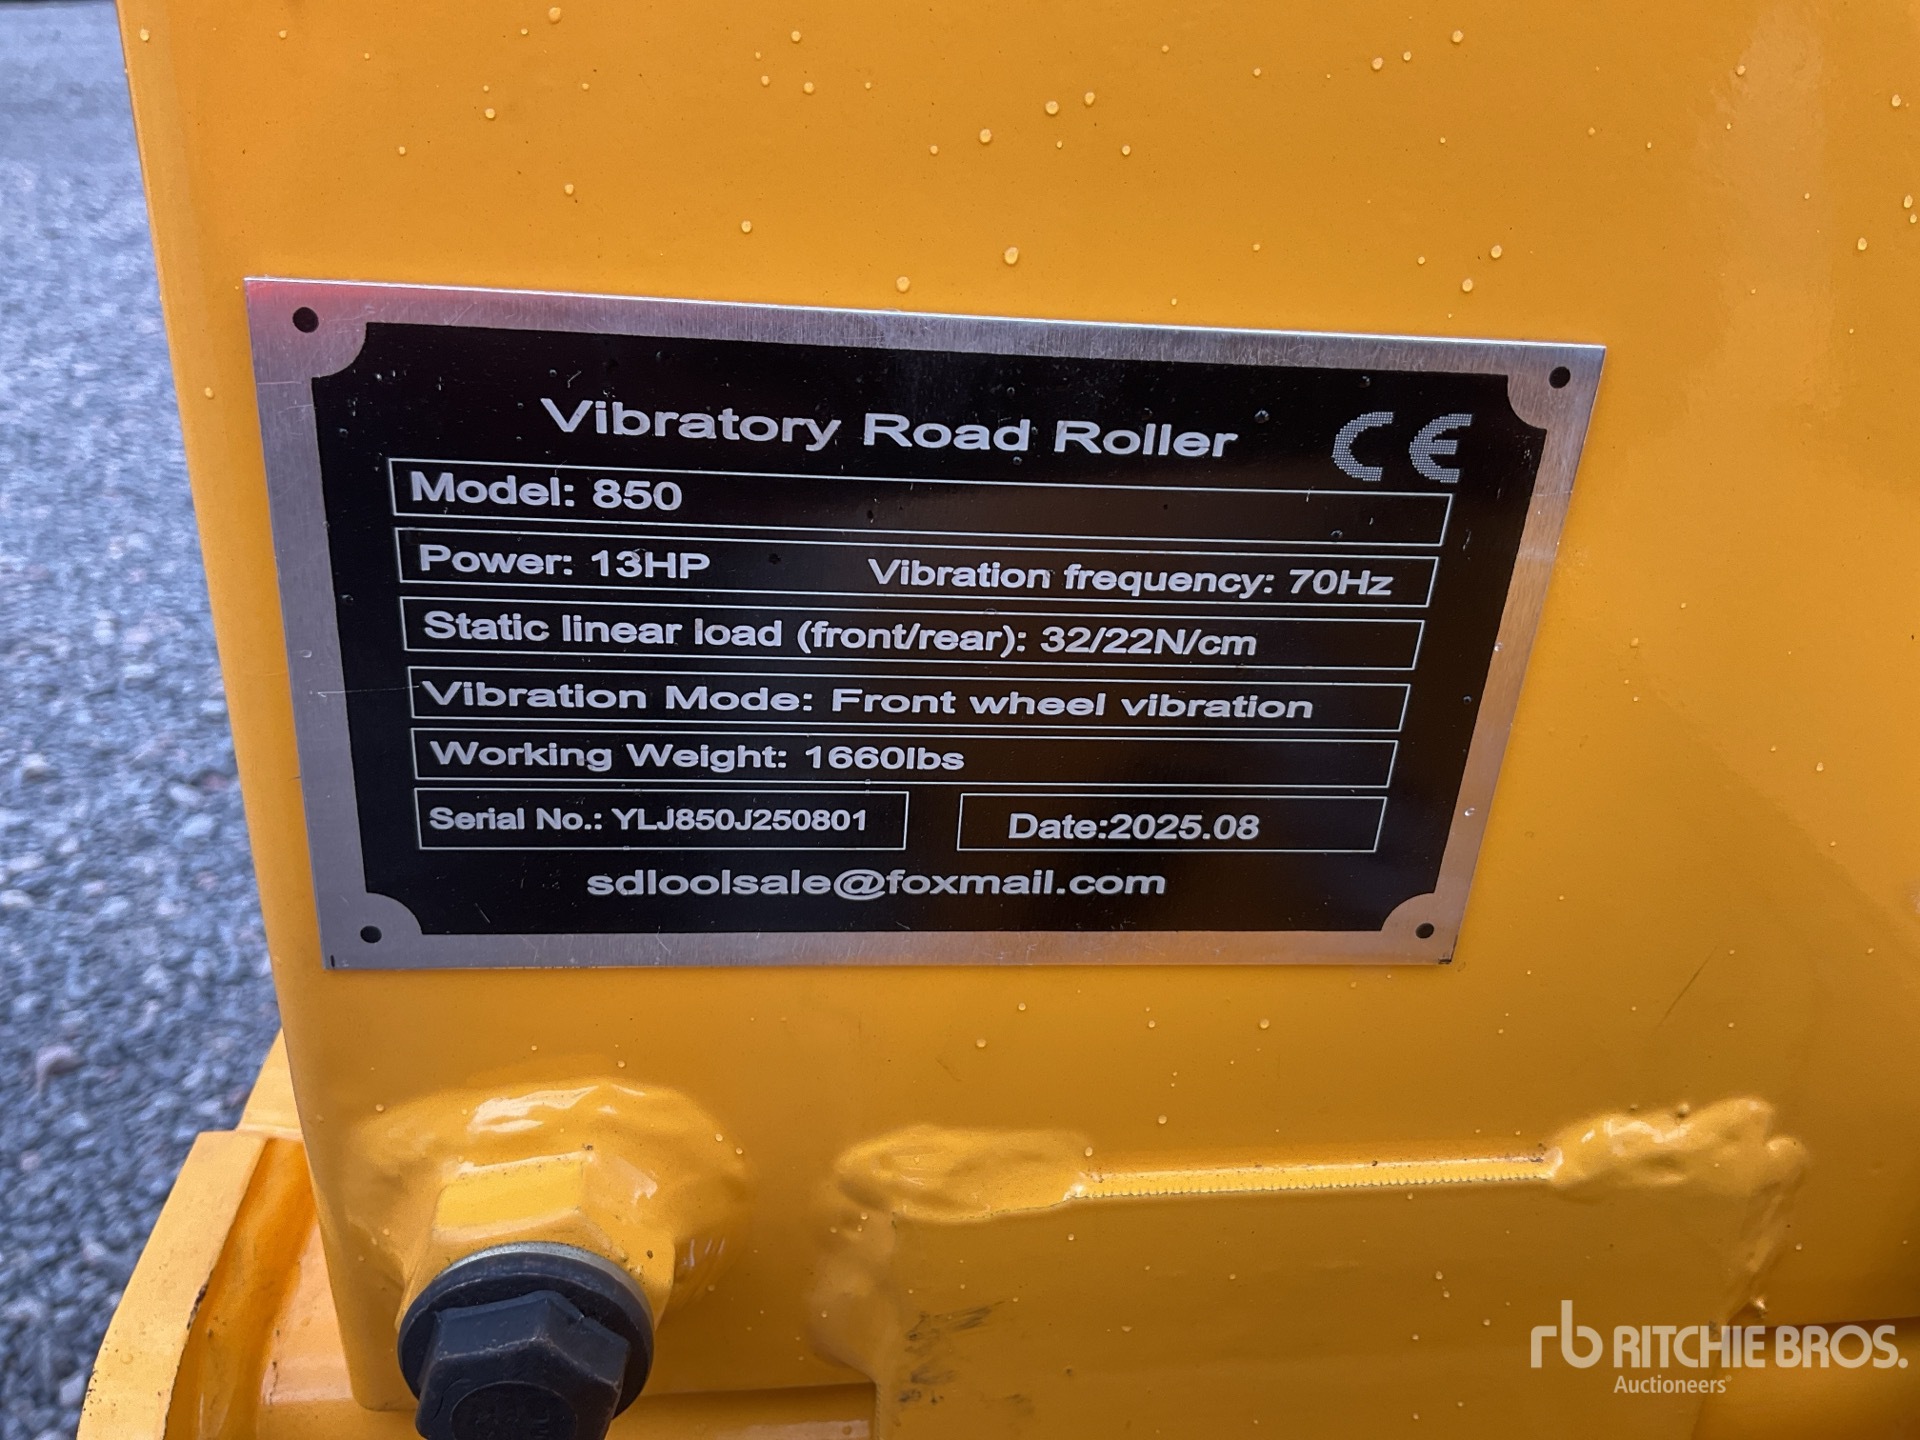 Vibratory Road Roller CE
Model: 850
Power: 13HP Vibration frequency: 70Hz
Static linear load (front/rear): 32/22N/cm
Vibration Mode: Front wheel vibration
Working Weight: 1660lbs
Serial No.: YLJ850J250801 Date:2025.08
sdloolsale@foxmail.com
rb RITCHIE BROS.
Auctioneers